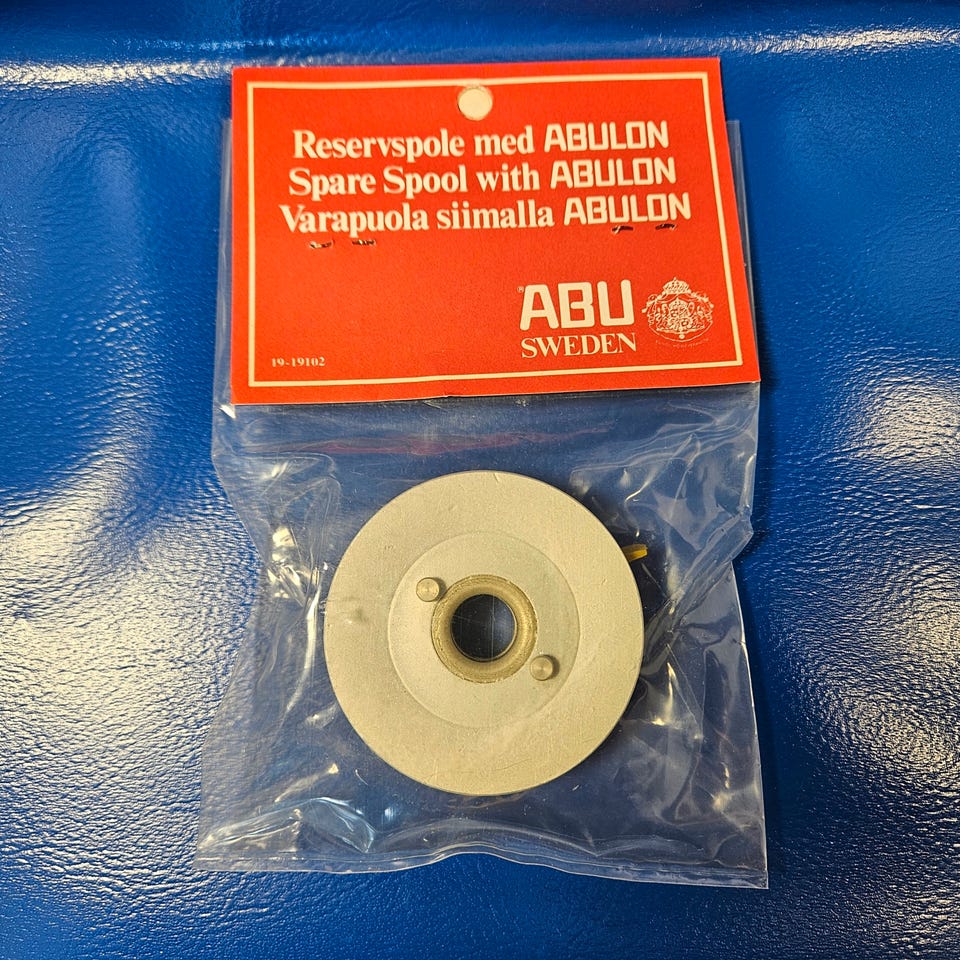 Reservspole med ABULON
Spare Spool with ABULON
Varapuola siimalla ABULON
®ABU
SWEDEN
19-19102